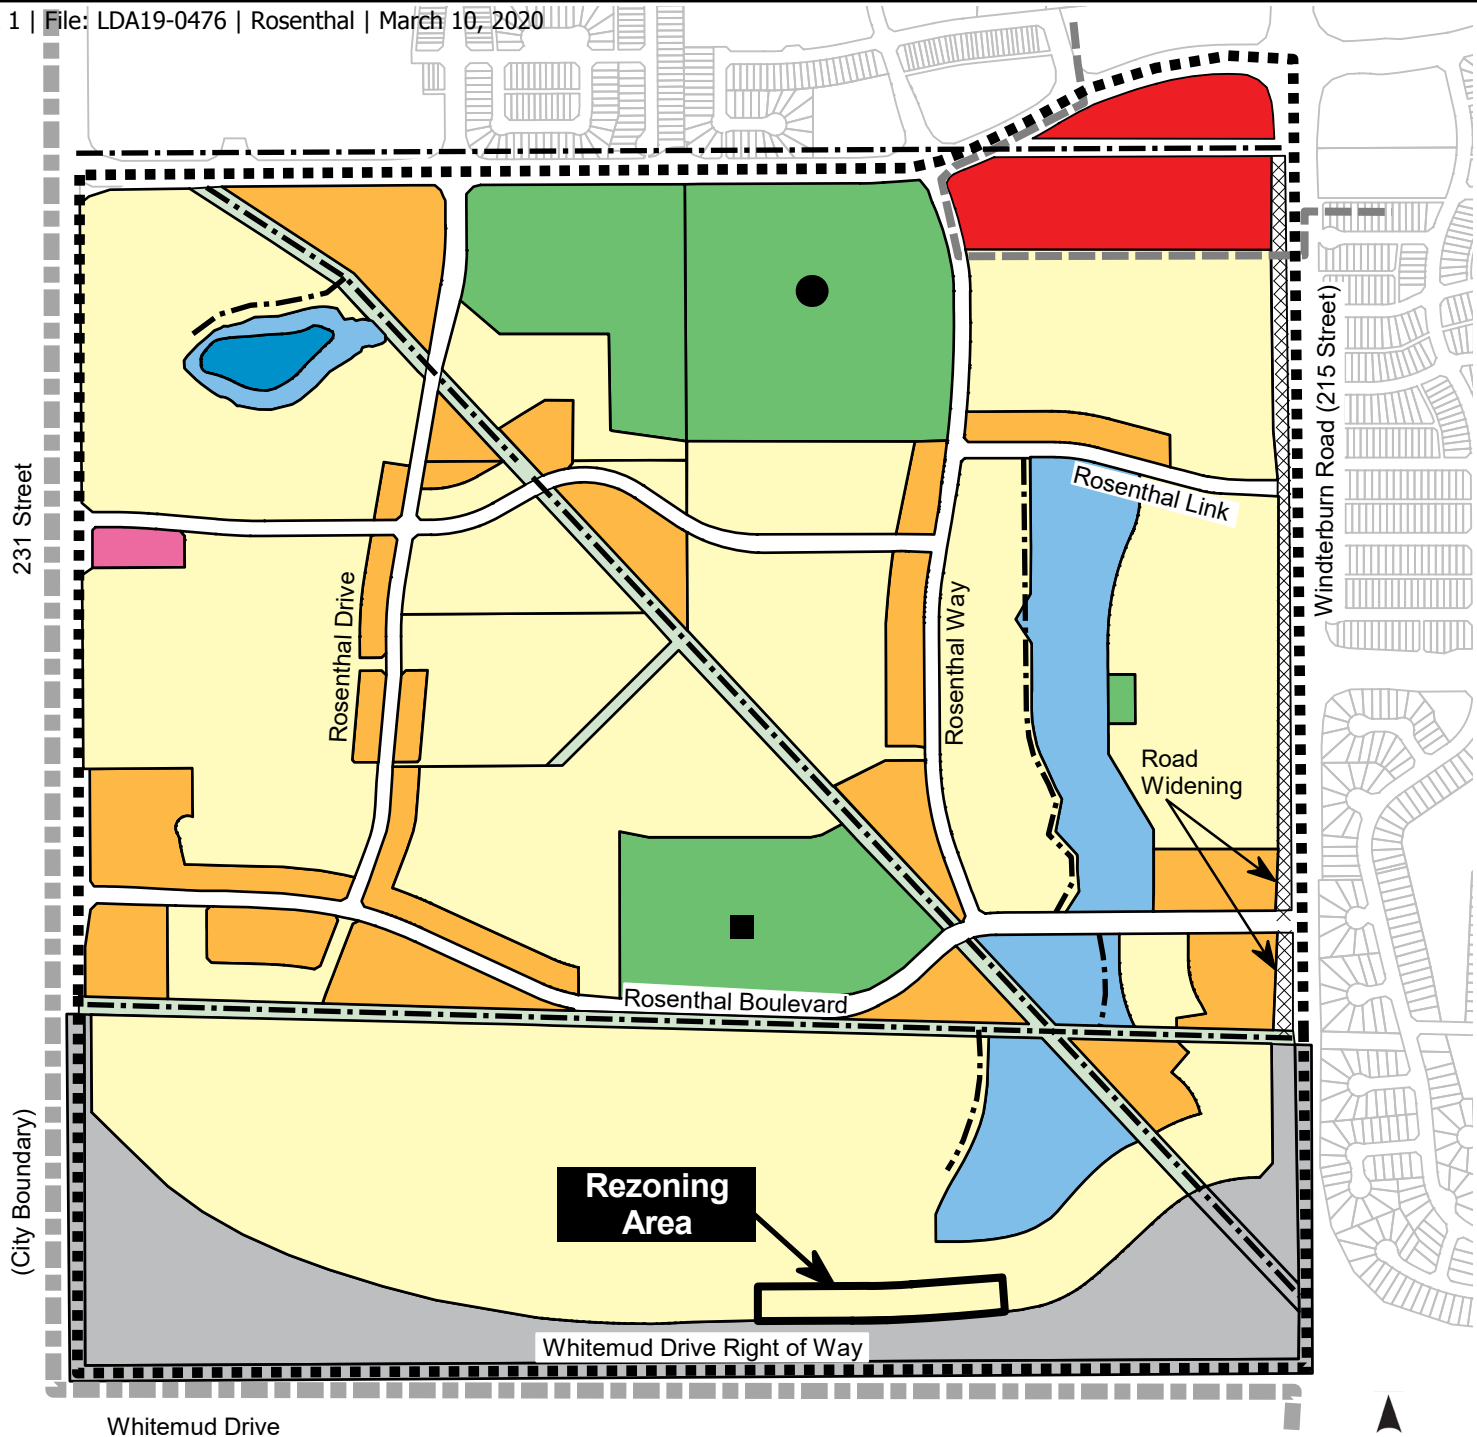 1 | File: LDA19-0476 | Rosenthal | March 10, 2020
Rosenthal Link
Windterburn Road (215 Street)
231 Street
Rosenthal Drive
Rosenthal Way
Road
Widening
Rosenthal Boulevard
(City Boundary)
Rezoning
Area
Whitemud Drive Right of Way
Whitemud Drive